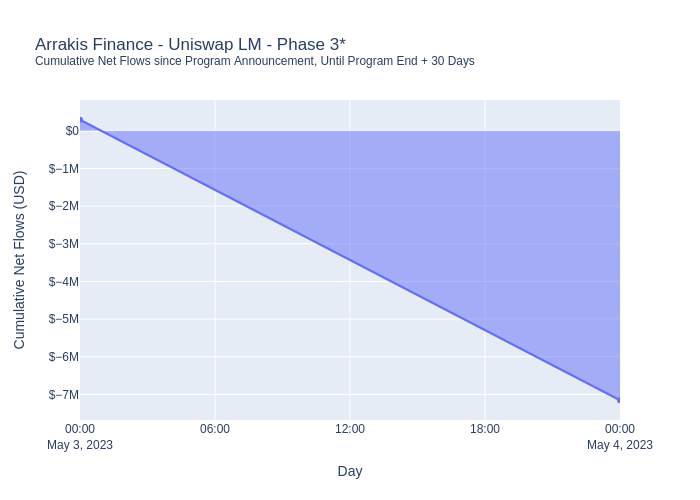 Arrakis Finance - Uniswap LM - Phase 3*
Cumulative Net Flows since Program Announcement, Until Program End + 30 Days
Cumulative Net Flows (USD)
$0
$−1M
$−2M
$−3M
$−4M
$−5M
$−6M
$−7M
00:00 06:00 12:00 18:00 00:00
May 3, 2023 May 4, 2023
Day